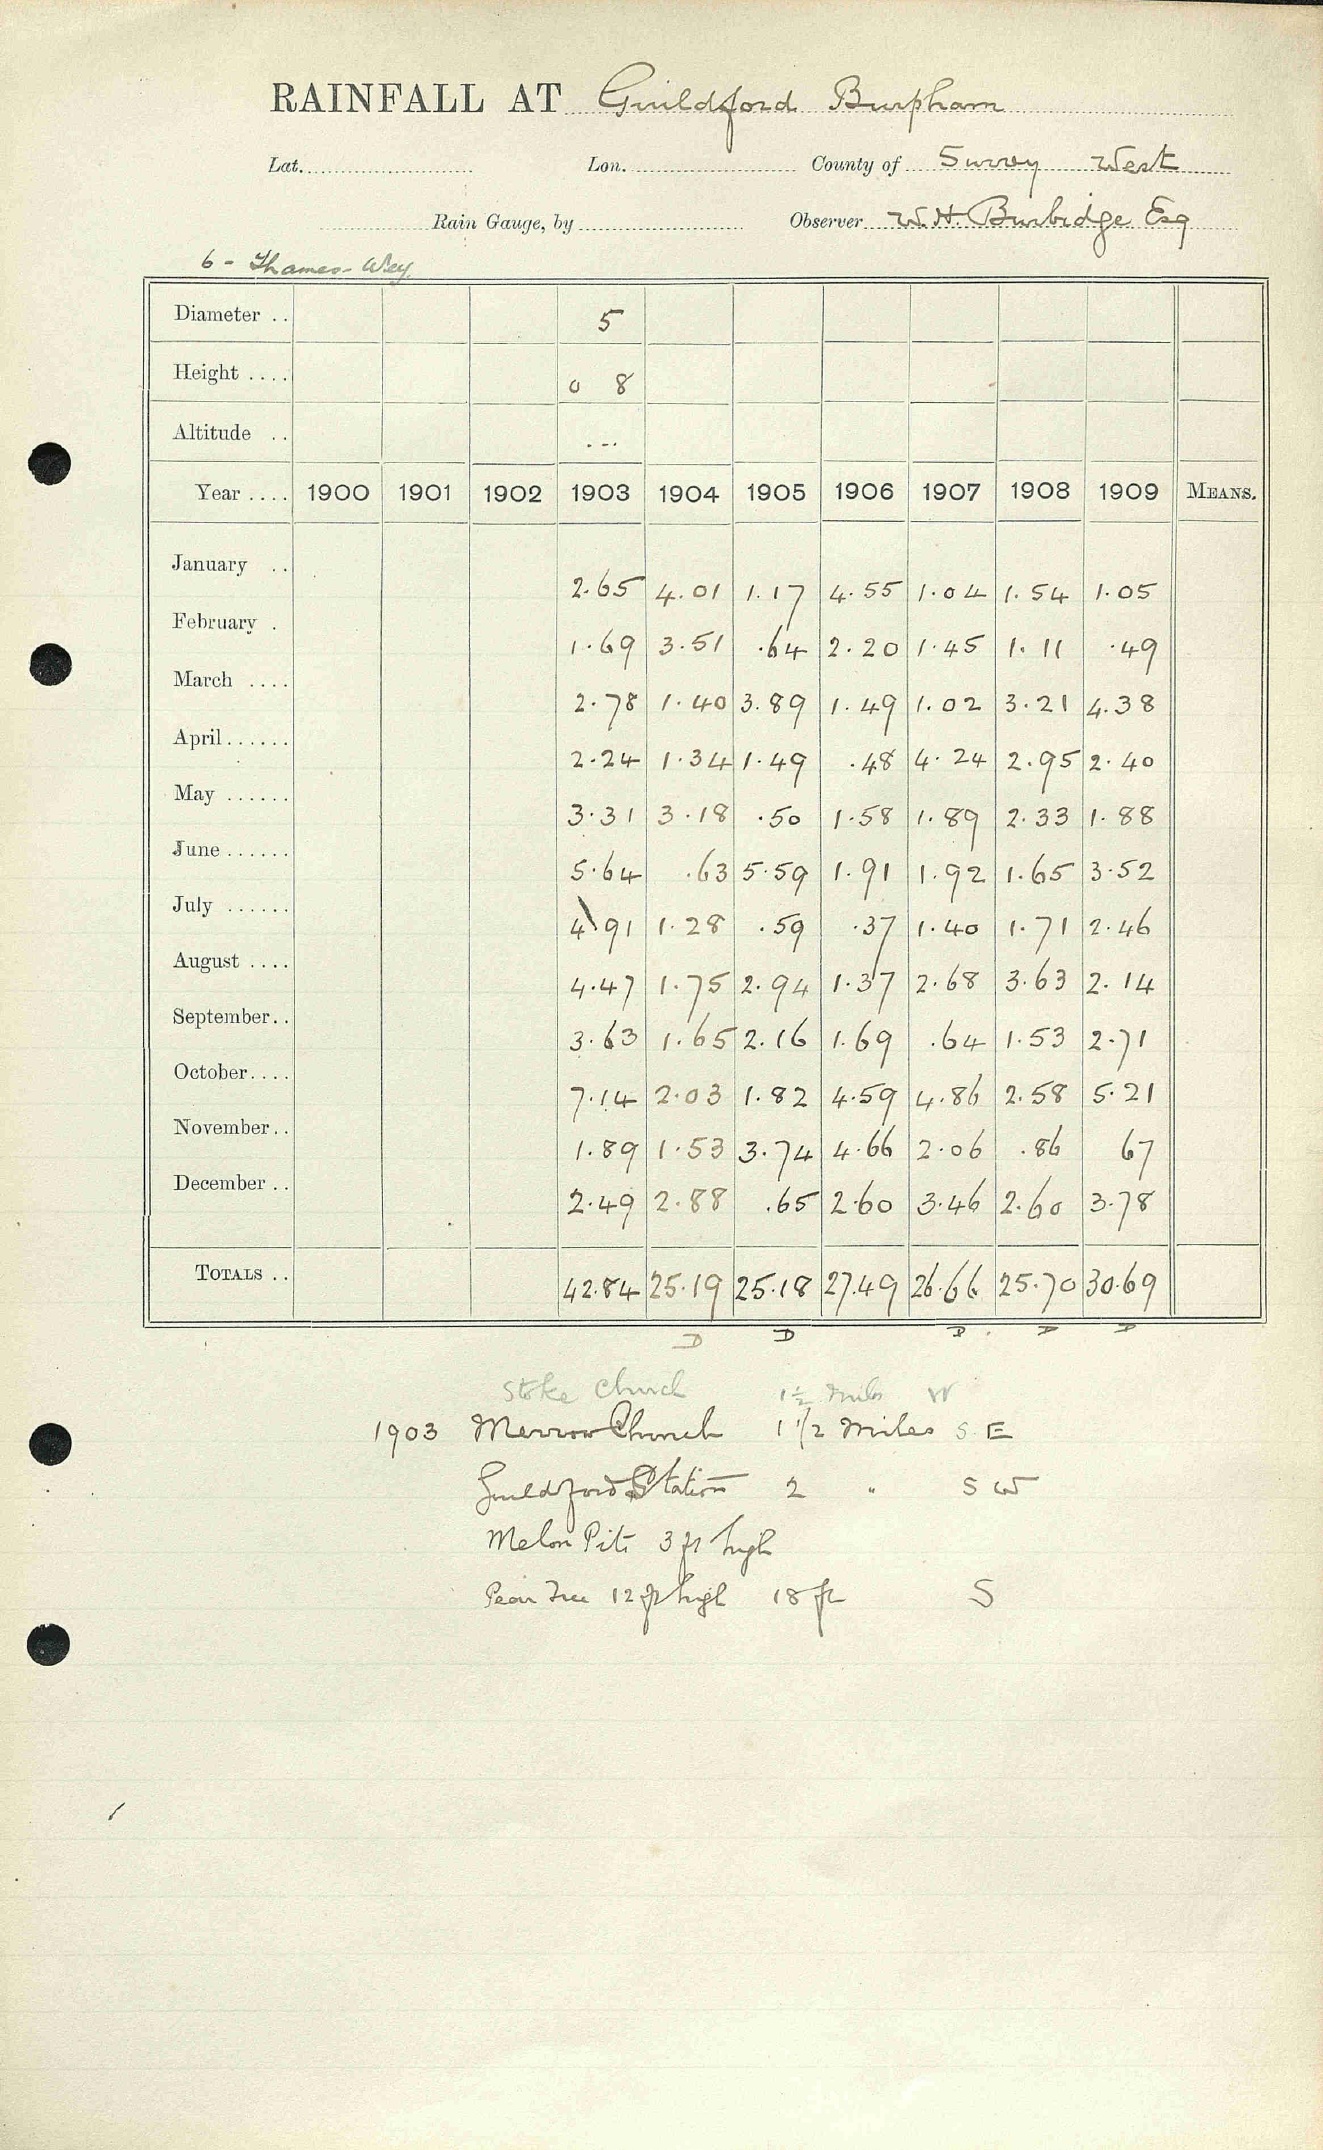 RAINFALL AT Guildford Burpham
Lat. Lon. County of Surrey West
Rain Gauge, by Observer W. H. Burbidge Esq
6 - Thames - Wey
Diameter .. 5
Height .... 0 8
Altitude .. ...
Year .... 1900 1901 1902 1903 1904 1905 1906 1907 1908 1909 MEANS.
January .. 2.65 4.01 1.17 4.55 1.04 1.54 1.05
February . 1.69 3.51 .64 2.20 1.45 1.11 .49
March .... 2.78 1.40 3.89 1.49 1.02 3.21 4.38
April...... 2.24 1.34 1.49 .48 4.24 2.95 2.40
May ...... 3.31 3.18 .50 1.58 1.89 2.33 1.88
June ...... 5.64 .63 5.59 1.91 1.92 1.65 3.52
July ...... 4 91 1.28 .59 .37 1.40 1.71 2.46
August .... 4.47 1.75 2.94 1.37 2.68 3.63 2.14
September.. 3.63 1.65 2.16 1.69 .64 1.53 2.71
October.... 7.14 2.03 1.82 4.59 4.86 2.58 5.21
November.. 1.89 1.53 3.74 4.66 2.06 .86 67
December .. 2.49 2.88 .65 2.60 3.46 2.60 3.78
TOTALS .. 42.84 25.19 25.18 27.49 26.66 25.70 30.69
D D D D D
Stoke Church 1 1/2 Miles W
1903 Merrow Church 1 1/2 Miles S E
Guildford Station 2 " S W
Melon Pits 3 ft high
Pear Tree 12 ft high 18 ft S